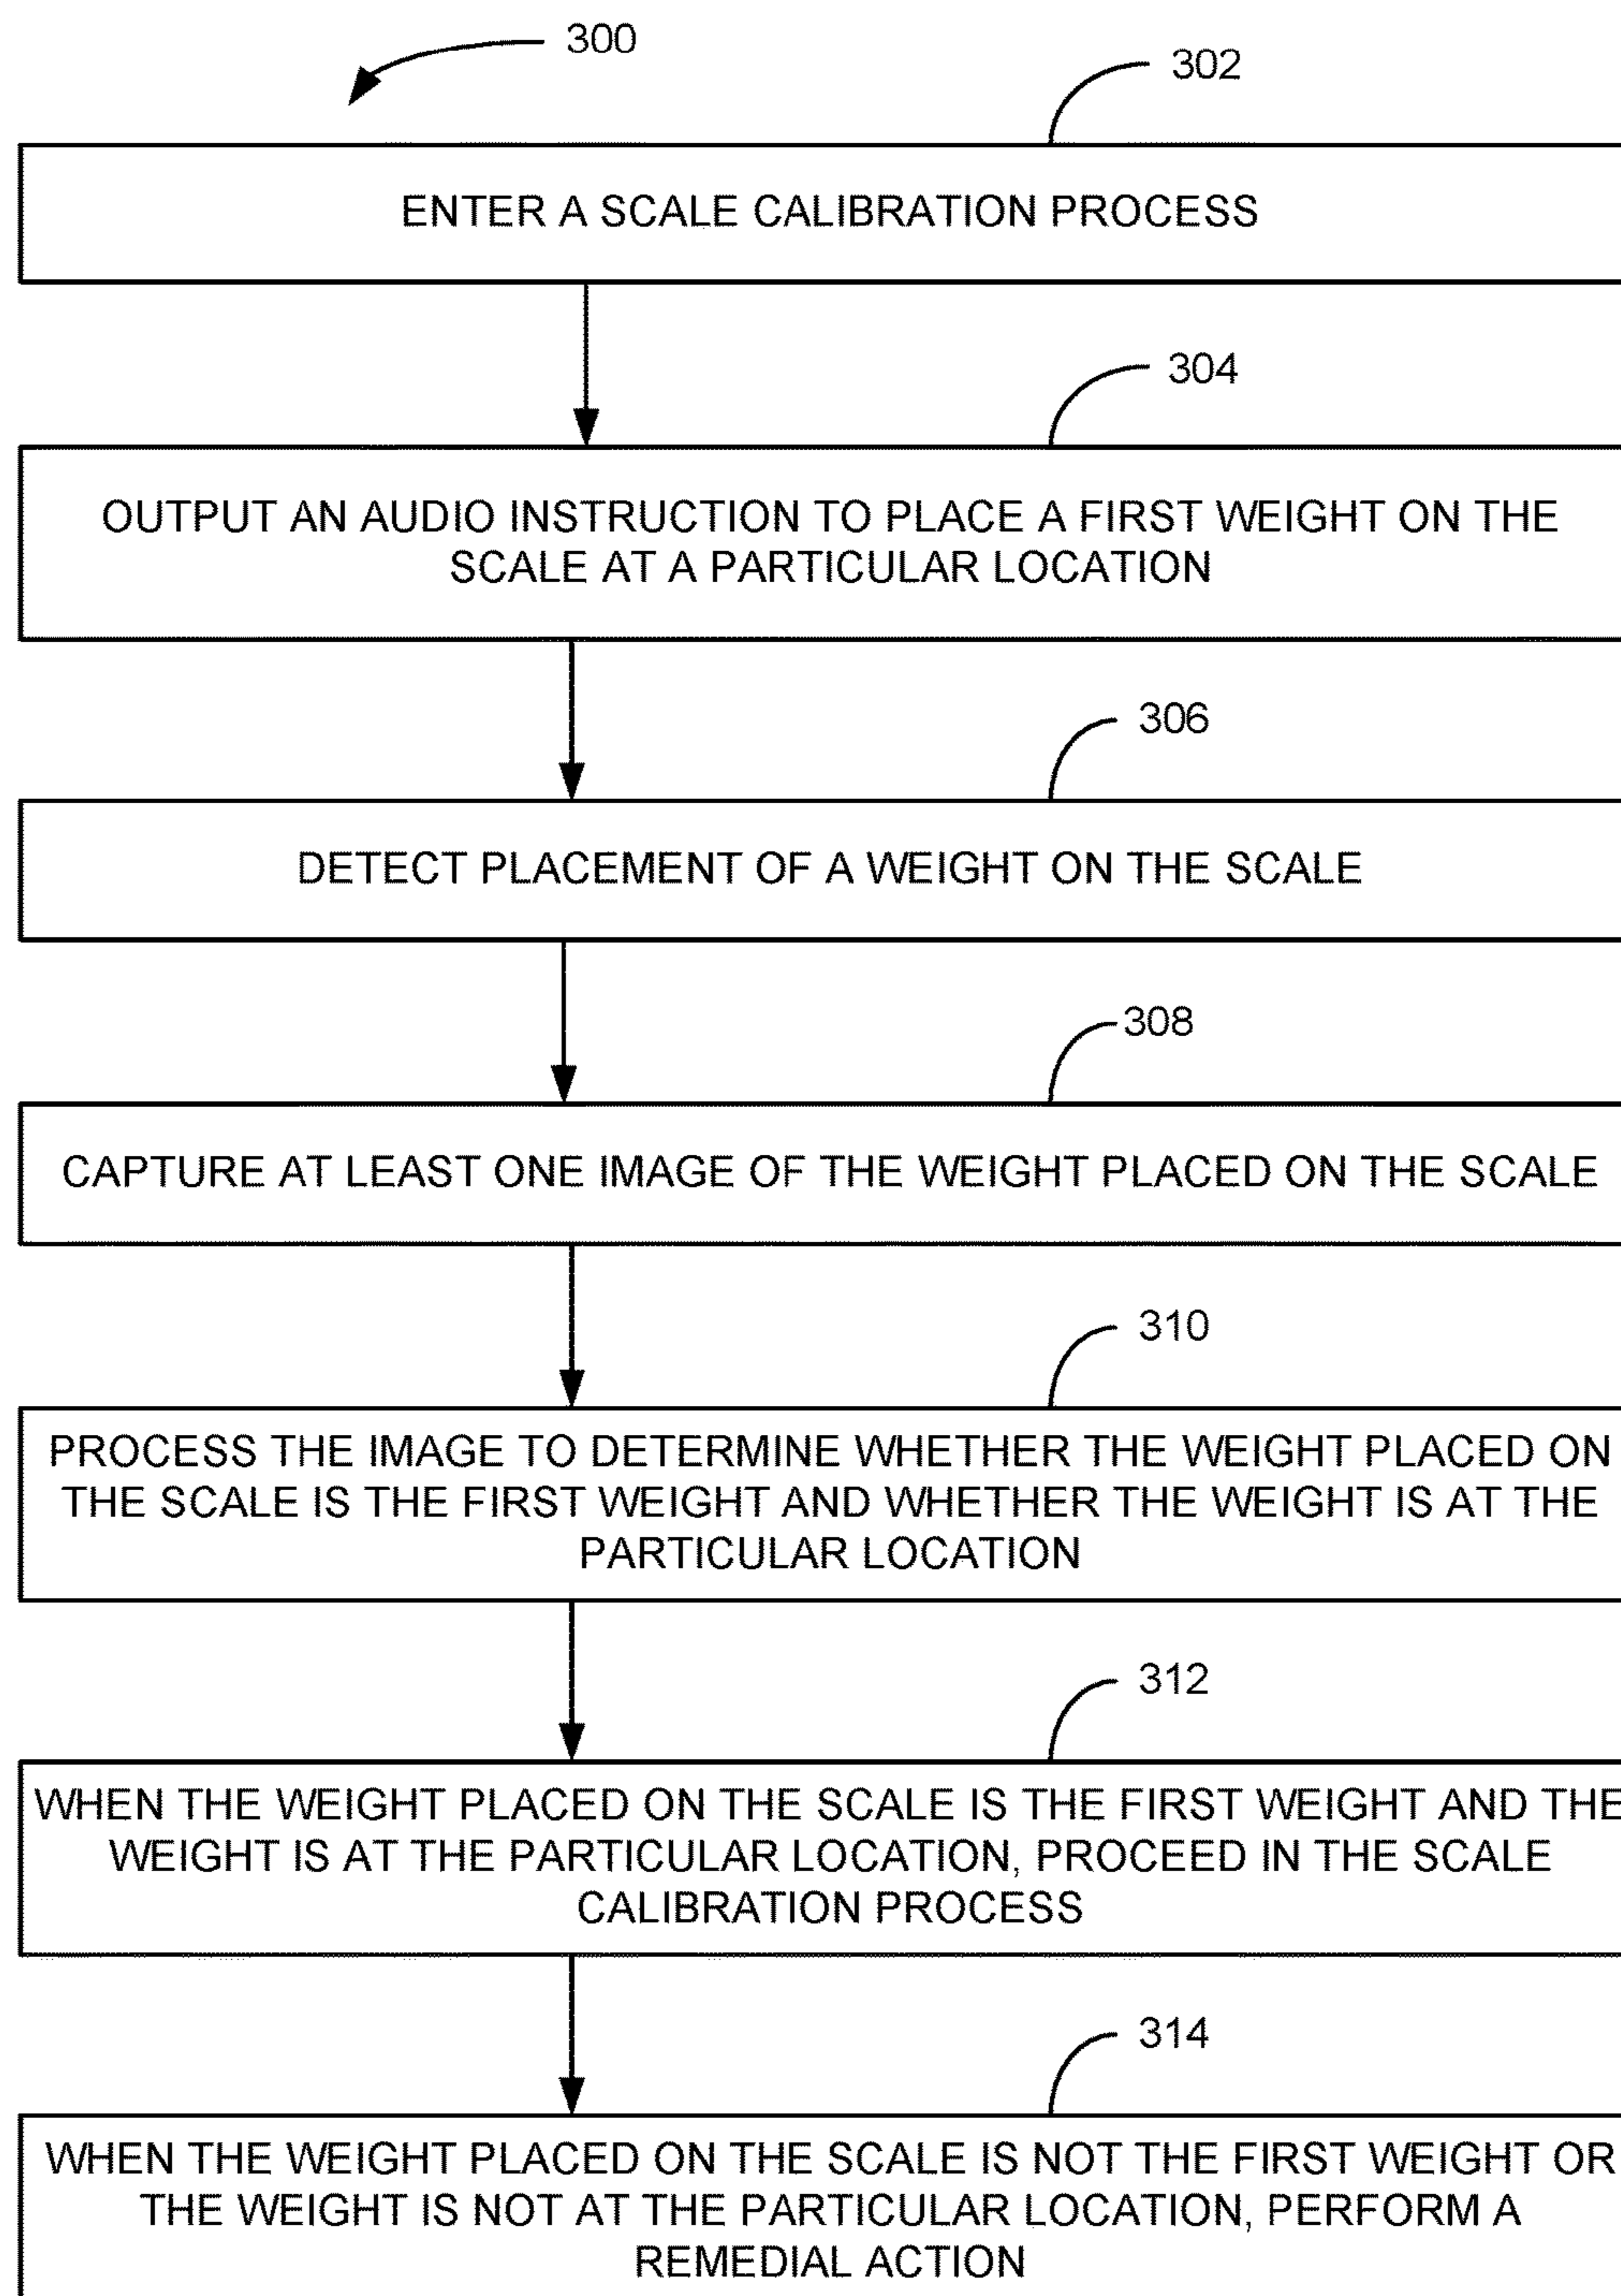 300
302
ENTER A SCALE CALIBRATION PROCESS
304
OUTPUT AN AUDIO INSTRUCTION TO PLACE A FIRST WEIGHT ON THE
SCALE AT A PARTICULAR LOCATION
306
DETECT PLACEMENT OF A WEIGHT ON THE SCALE
308
CAPTURE AT LEAST ONE IMAGE OF THE WEIGHT PLACED ON THE SCALE
310
PROCESS THE IMAGE TO DETERMINE WHETHER THE WEIGHT PLACED ON
THE SCALE IS THE FIRST WEIGHT AND WHETHER THE WEIGHT IS AT THE
PARTICULAR LOCATION
312
WHEN THE WEIGHT PLACED ON THE SCALE IS THE FIRST WEIGHT AND THE
WEIGHT IS AT THE PARTICULAR LOCATION, PROCEED IN THE SCALE
CALIBRATION PROCESS
314
WHEN THE WEIGHT PLACED ON THE SCALE IS NOT THE FIRST WEIGHT OR
THE WEIGHT IS NOT AT THE PARTICULAR LOCATION, PERFORM A
REMEDIAL ACTION